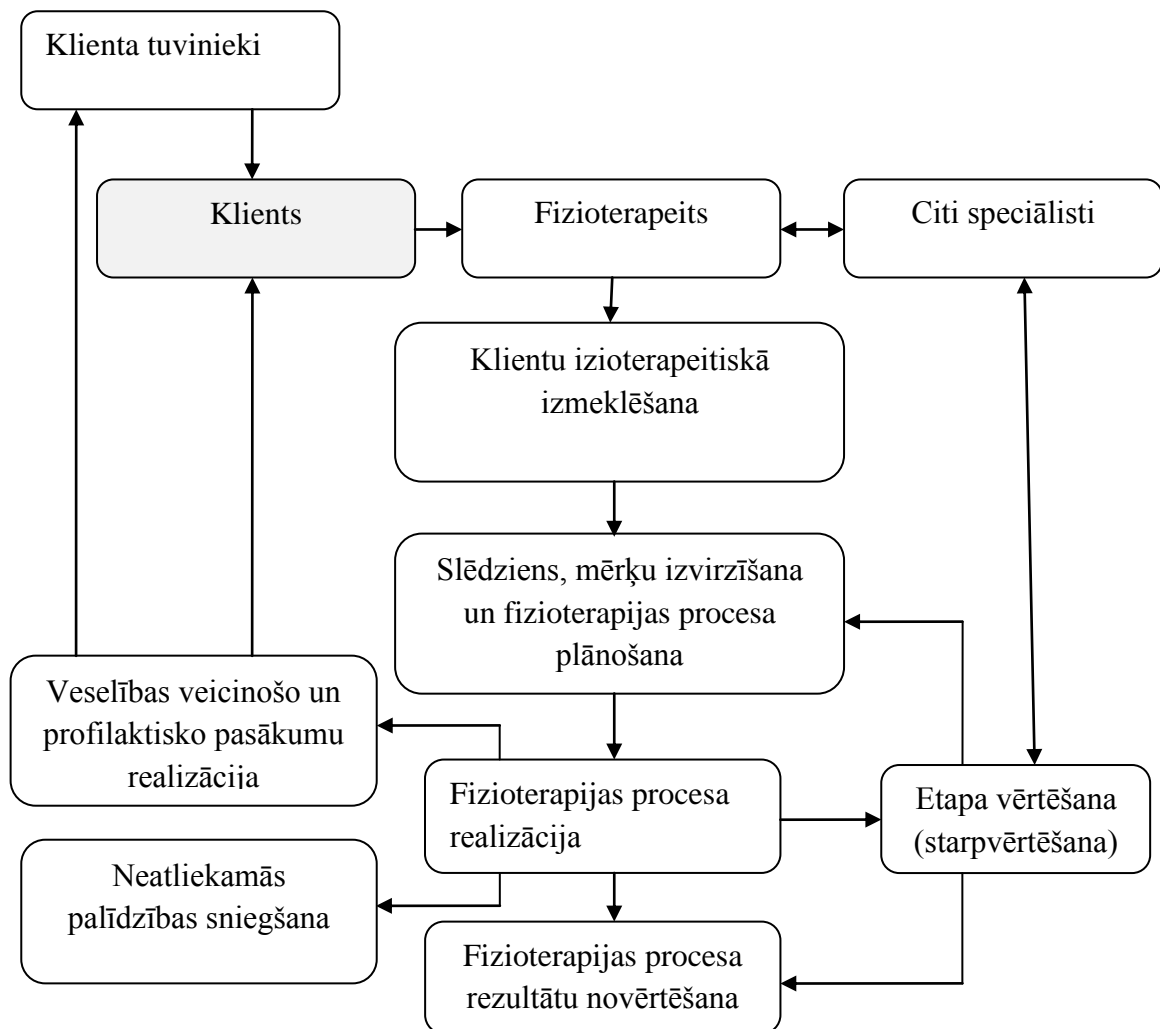 Klienta tuvinieki
Klients
Fizioterapeits
Citi speciālisti
Klientu izioterapeitiskā
izmeklēšana
Slēdziens, mērķu izvirzīšana
un fizioterapijas procesa
plānošana
Veselības veicinošo un
profilaktisko pasākumu
realizācija
Fizioterapijas procesa
realizācija
Etapa vērtēšana
(starpvērtēšana)
Neatliekamās
palīdzības sniegšana
Fizioterapijas procesa
rezultātu novērtēšana